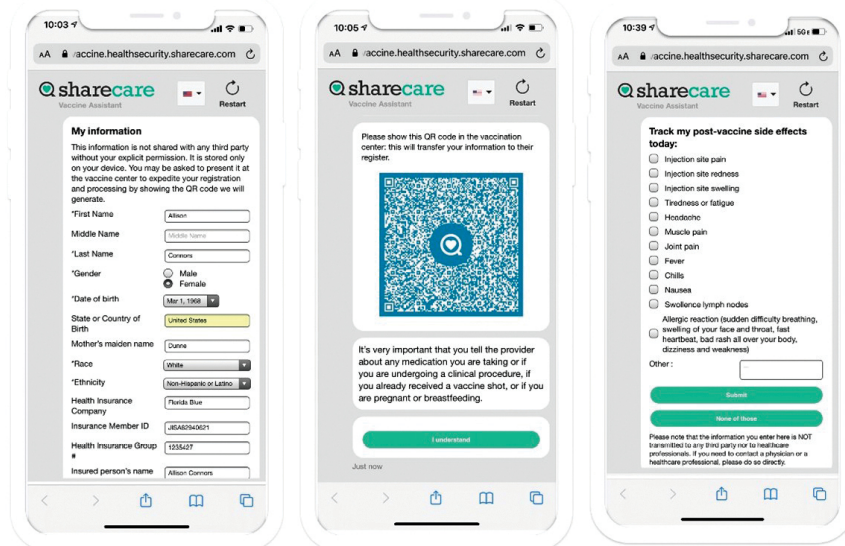 10:03
AA /accine.healthsecurity.sharecare.com
sharecare
Vaccine Assistant
Restart
My information
This information is not shared with any third party
without your explicit permission. It is stored only
on your device. You may be asked to present it at
the vaccine center to expedite your registration
and processing by showing the QR code we will
generate.
*First Name Allison
Middle Name Middle Name
*Last Name Connors
*Gender Male
Female
*Date of birth Mar 1, 1968
State or Country of United States
Birth
Mother's maiden name Dunne
*Race White
*Ethnicity Non-Hispanic or Latino
Health Insurance Florida Blue
Company
Insurance Member ID
Health Insurance Group 1235427
#
Insured person's name Allison Connors
10:05
AA /accine.healthsecurity.sharecare.com
sharecare
Vaccine Assistant
Restart
Please show this QR code in the vaccination
center: this will transfer your information to their
register.
It's very important that you tell the provider
about any medication you are taking or if
you are undergoing a clinical procedure, if
you already received a vaccine shot, or if you
are pregnant or breastfeeding.
I understand
Just now
10:39
5G E
AA /accine.healthsecurity.sharecare.com
sharecare
Vaccine Assistant
Restart
Track my post-vaccine side effects
today:
Injection site pain
Injection site redness
Injection site swelling
Tiredness or fatigue
Headache
Muscle pain
Joint pain
Fever
Chills
Nausea
Swollence lymph nodes
Allergic reaction (sudden difficulty breathing,
swelling of your face and throat, fast
heartbeat, bad rash all over your body,
dizziness and weakness)
Other :
Submit
None of those
Please note that the information you enter here is NOT
transmitted to any third party nor to healthcare
professionals. If you need to contact a physician or a
healthcare professional, please do so directly.